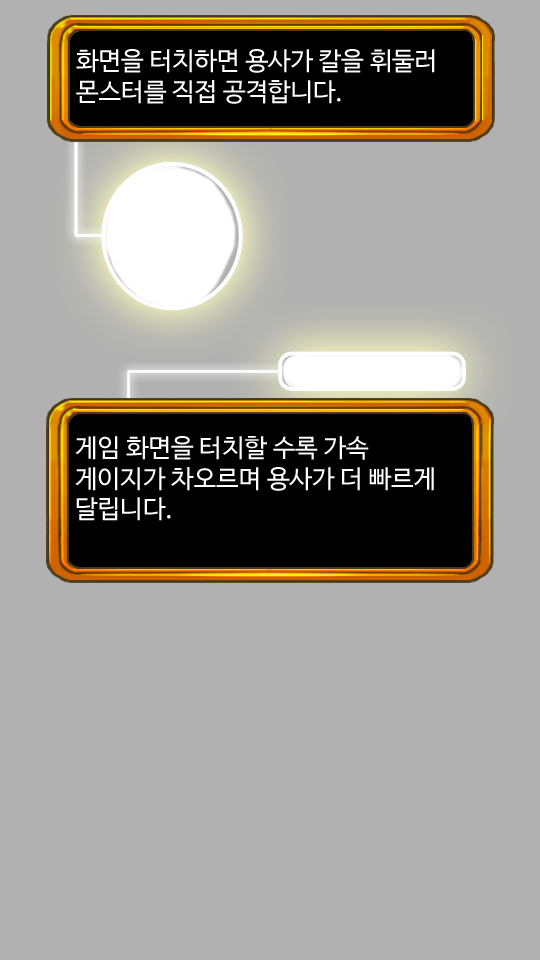 화면을 터치하면 용사가 칼을 휘둘러
몬스터를 직접 공격합니다.
게임 화면을 터치할 수록 가속
게이지가 차오르며 용사가 더 빠르게
달립니다.